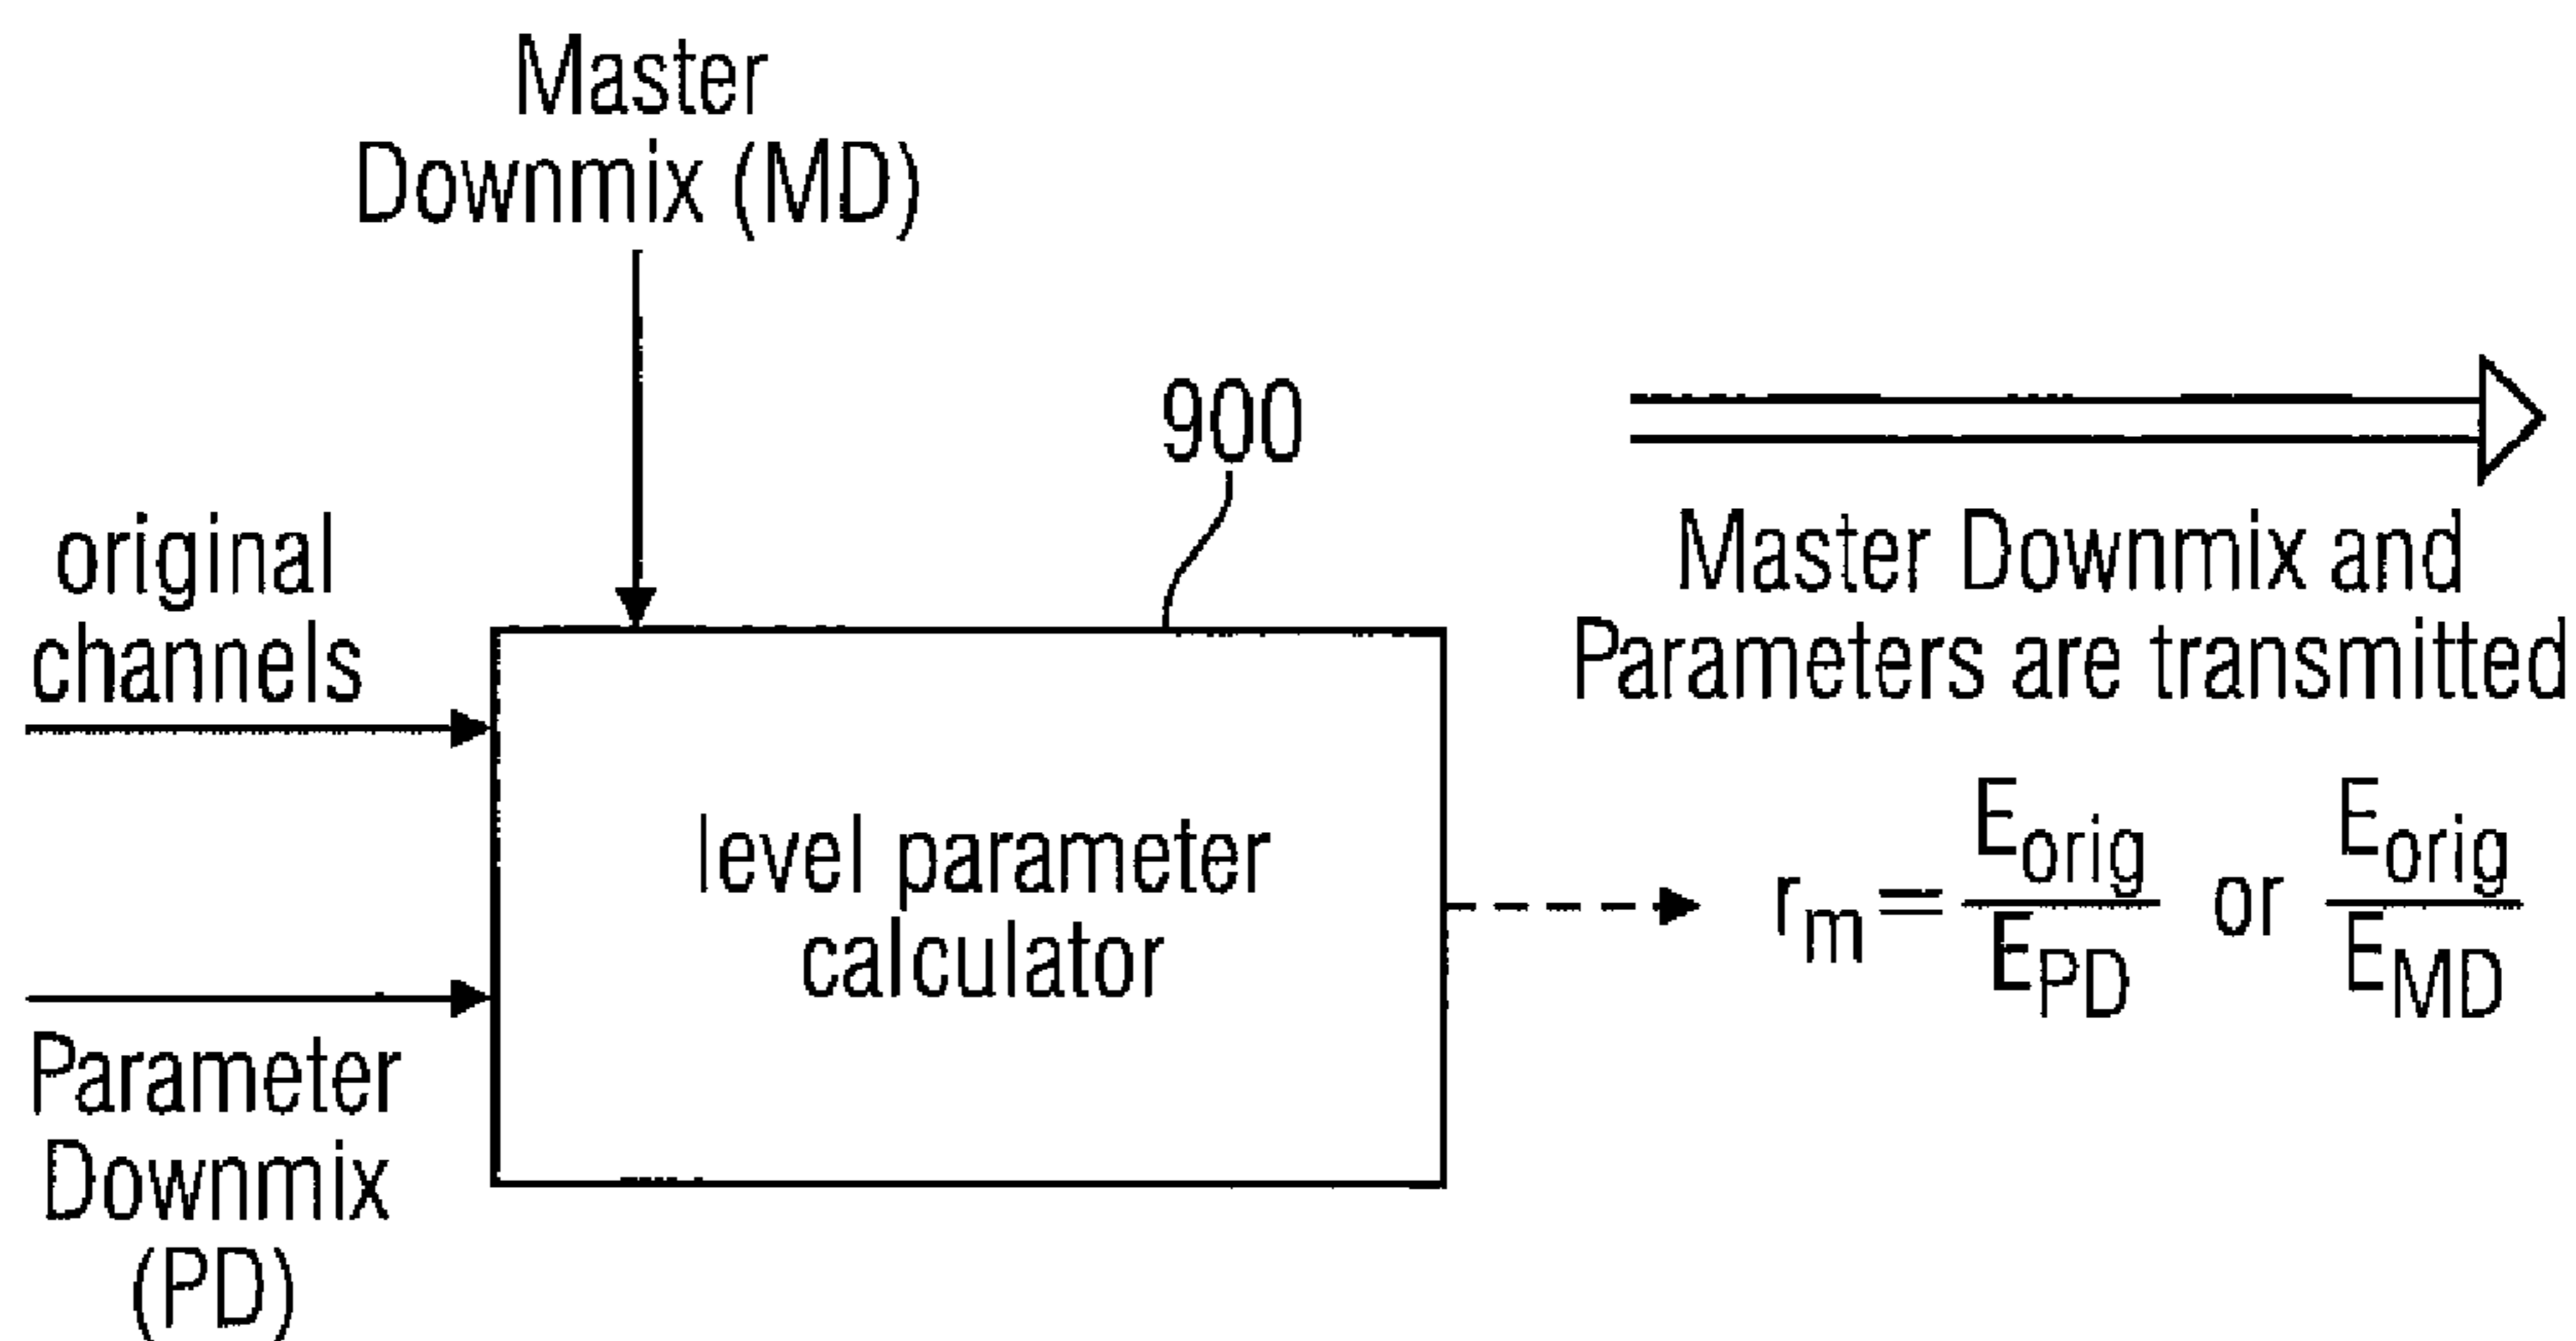 Master
Downmix (MD)
900
original
channels
Master Downmix and
Parameters are transmitted
level parameter
calculator
r_m = E_orig/E_PD or E_orig/E_MD
Parameter
Downmix
(PD)